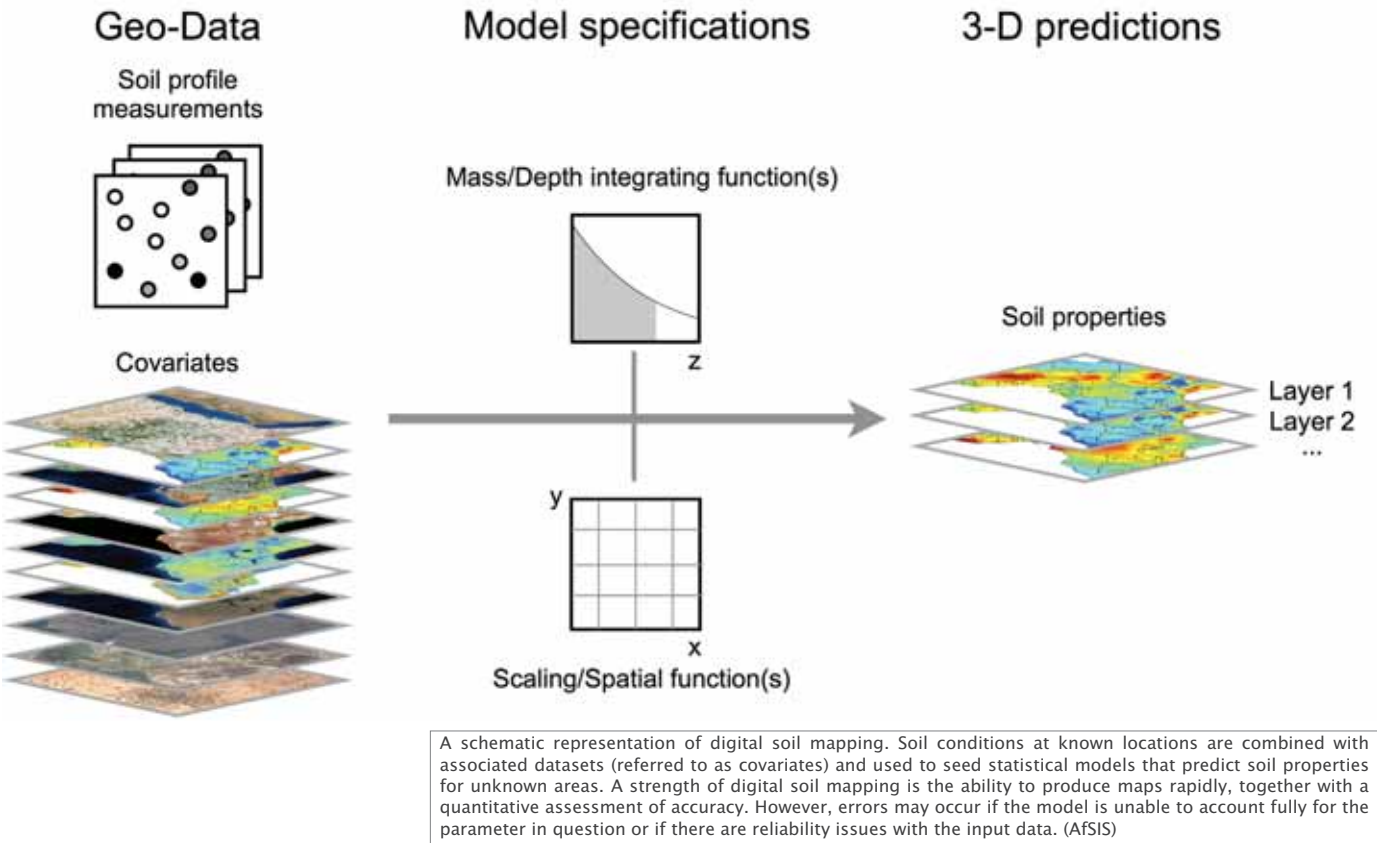 Geo-Data
Soil profile
measurements
Covariates
Model specifications
Mass/Depth integrating function(s)
z
y
x
Scaling/Spatial function(s)
3-D predictions
Soil properties
Layer 1
Layer 2
...
A schematic representation of digital soil mapping. Soil conditions at known locations are combined with
associated datasets (referred to as covariates) and used to seed statistical models that predict soil properties
for unknown areas. A strength of digital soil mapping is the ability to produce maps rapidly, together with a
quantitative assessment of accuracy. However, errors may occur if the model is unable to account fully for the
parameter in question or if there are reliability issues with the input data. (AfSIS)